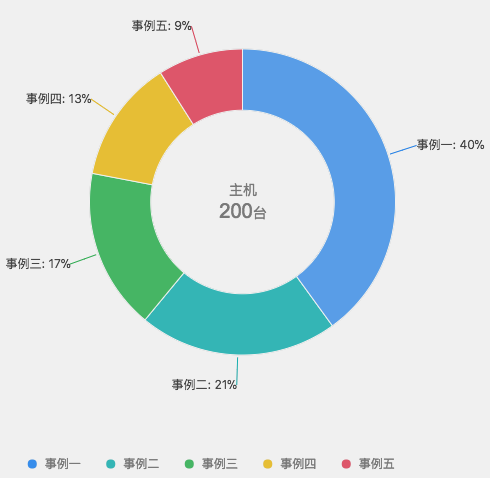 事例五: 9%
事例四: 13%
事例一: 40%
主机
200台
事例三: 17%
事例二: 21%
事例一 事例二 事例三 事例四 事例五